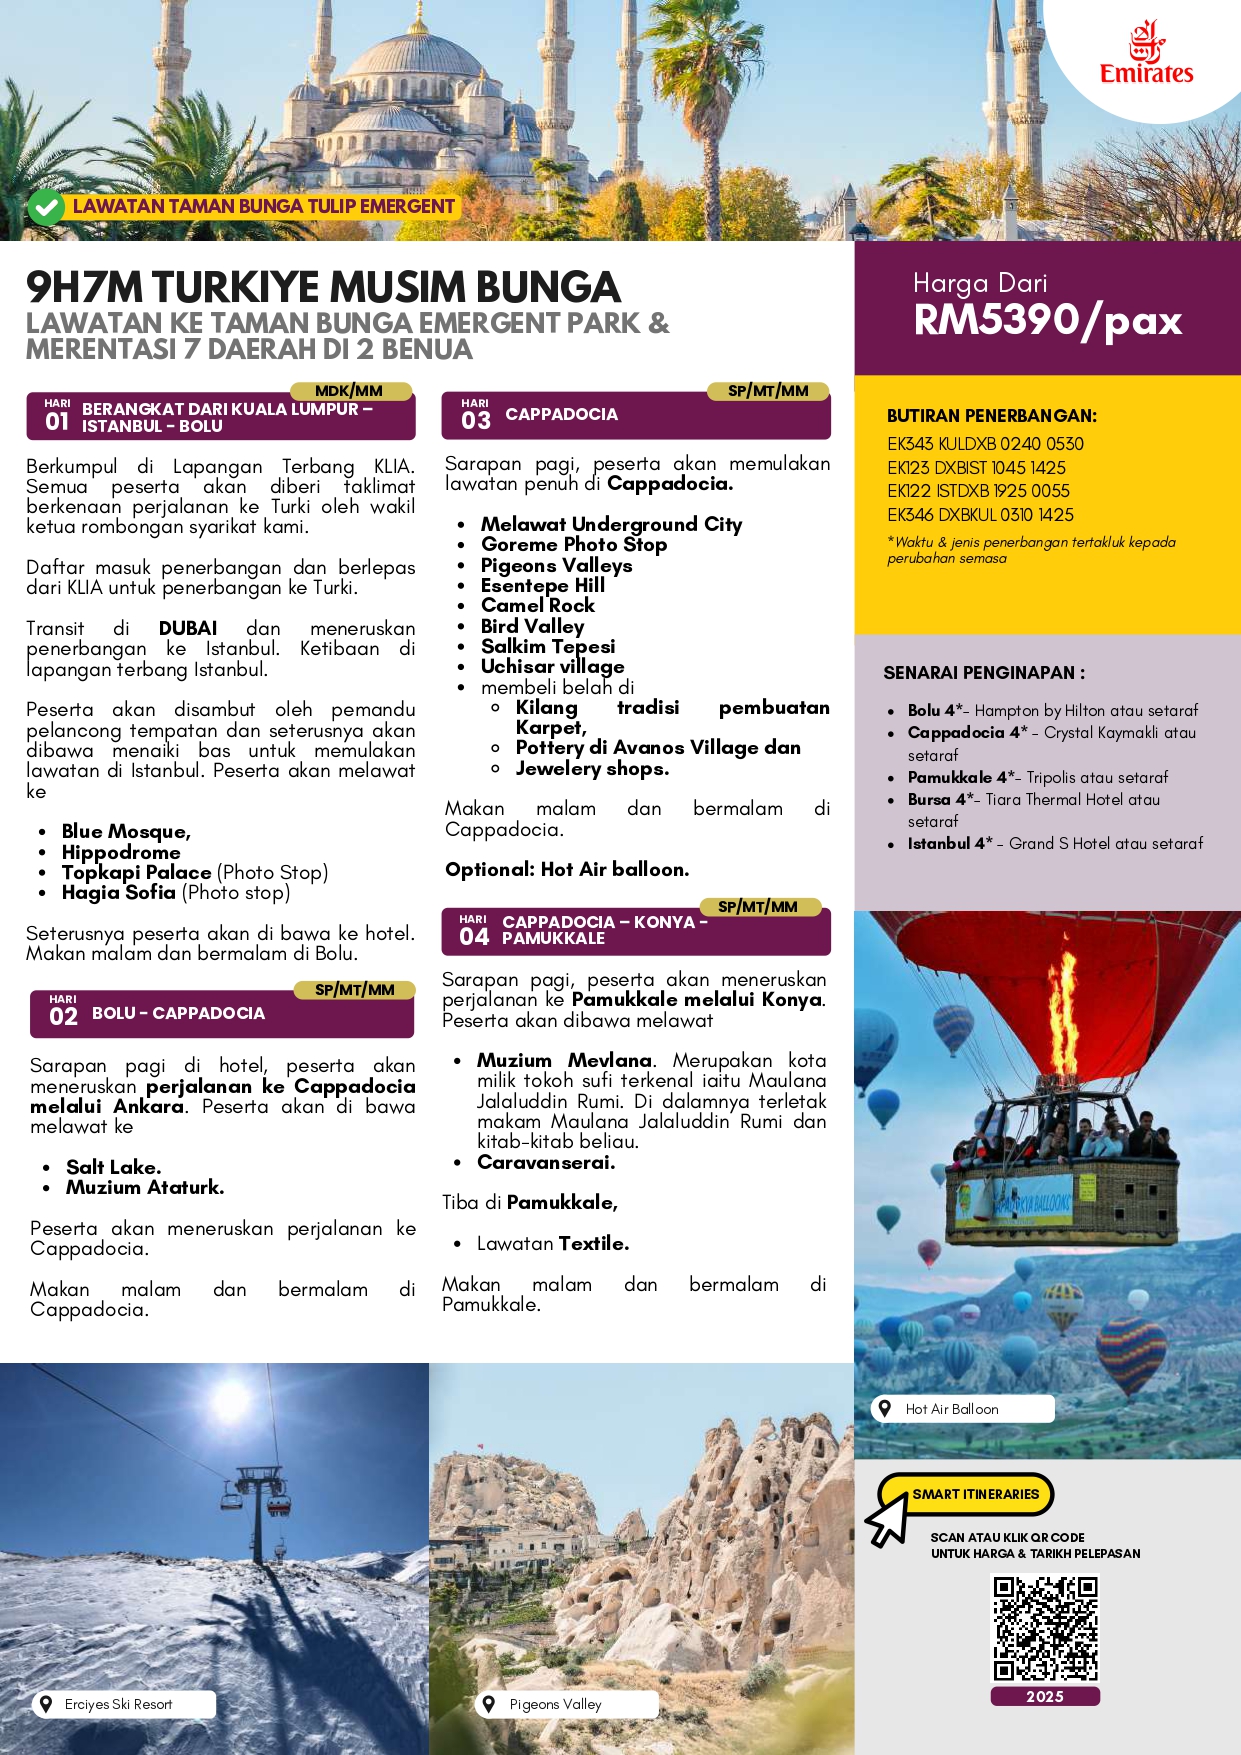 Emirates
LAWATAN TAMAN BUNGA TULIP EMERGENT
9H7M TURKIYE MUSIM BUNGA
LAWATAN KE TAMAN BUNGA EMERGENT PARK &
MERENTASI 7 DAERAH DI 2 BENUA
MDK/MM
HARI
01
BERANGKAT DARI KUALA LUMPUR –
ISTANBUL - BOLU
Berkumpul di Lapangan Terbang KLIA.
Semua peserta akan diberi taklimat
berkenaan perjalanan ke Turki oleh wakil
ketua rombongan syarikat kami.
Daftar masuk penerbangan dan berlepas
dari KLIA untuk penerbangan ke Turki.
Transit di DUBAI dan meneruskan
penerbangan ke Istanbul. Ketibaan di
lapangan terbang Istanbul.
Peserta akan disambut oleh pemandu
pelancong tempatan dan seterusnya akan
dibawa menaiki bas untuk memulakan
lawatan di Istanbul. Peserta akan melawat
ke
• Blue Mosque,
• Hippodrome
• Topkapi Palace (Photo Stop)
• Hagia Sofia (Photo stop)
Seterusnya peserta akan di bawa ke hotel.
Makan malam dan bermalam di Bolu.
SP/MT/MM
HARI
02
BOLU - CAPPADOCIA
Sarapan pagi di hotel, peserta akan
meneruskan perjalanan ke Cappadocia
melalui Ankara. Peserta akan di bawa
melawat ke
• Salt Lake.
• Muzium Ataturk.
Peserta akan meneruskan perjalanan ke
Cappadocia.
Makan malam dan bermalam di
Cappadocia.
SP/MT/MM
HARI
03
CAPPADOCIA
Sarapan pagi, peserta akan memulakan
lawatan penuh di Cappadocia.
• Melawat Underground City
• Goreme Photo Stop
• Pigeons Valleys
• Esentepe Hill
• Camel Rock
• Bird Valley
• Salkim Tepesi
• Uchisar village
• membeli belah di
◦ Kilang tradisi pembuatan
Karpet,
◦ Pottery di Avanos Village dan
◦ Jewelery shops.
Makan malam dan bermalam di
Cappadocia.
Optional: Hot Air balloon.
SP/MT/MM
HARI
04
CAPPADOCIA – KONYA -
PAMUKKALE
Sarapan pagi, peserta akan meneruskan
perjalanan ke Pamukkale melalui Konya.
Peserta akan dibawa melawat
• Muzium Mevlana. Merupakan kota
milik tokoh sufi terkenal iaitu Maulana
Jalaluddin Rumi. Di dalamnya terletak
makam Maulana Jalaluddin Rumi dan
kitab-kitab beliau.
• Caravanserai.
Tiba di Pamukkale,
• Lawatan Textile.
Makan malam dan bermalam di
Pamukkale.
Harga Dari
RM5390/pax
BUTIRAN PENERBANGAN:
EK343 KULDXB 0240 0530
EK123 DXBIST 1045 1425
EK122 ISTDXB 1925 0055
EK346 DXBKUL 0310 1425
*Waktu & jenis penerbangan tertakluk kepada
perubahan semasa
SENARAI PENGINAPAN :
• Bolu 4*- Hampton by Hilton atau setaraf
• Cappadocia 4* - Crystal Kaymakli atau
setaraf
• Pamukkale 4*- Tripolis atau setaraf
• Bursa 4*- Tiara Thermal Hotel atau
setaraf
• Istanbul 4* - Grand S Hotel atau setaraf
Hot Air Balloon
Erciyes Ski Resort
Pigeons Valley
SMART ITINERARIES
SCAN ATAU KLIK QR CODE
UNTUK HARGA & TARIKH PELEPASAN
2025